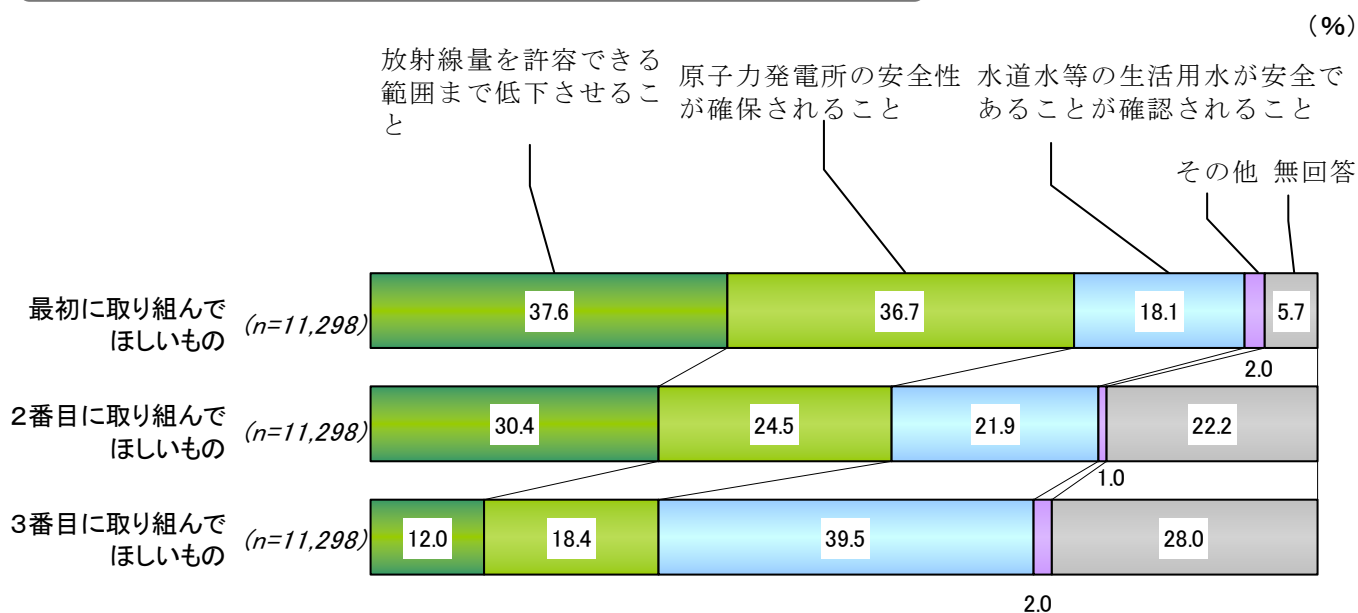 （%）
放射線量を許容できる
範囲まで低下させるこ
と
原子力発電所の安全性
が確保されること
水道水等の生活用水が安全で
あることが確認されること
その他
無回答
最初に取り組んで
ほしいもの
(n=11,298)
37.6
36.7
18.1
5.7
2.0
２番目に取り組んで
ほしいもの
(n=11,298)
30.4
24.5
21.9
22.2
1.0
３番目に取り組んで
ほしいもの
(n=11,298)
12.0
18.4
39.5
28.0
2.0